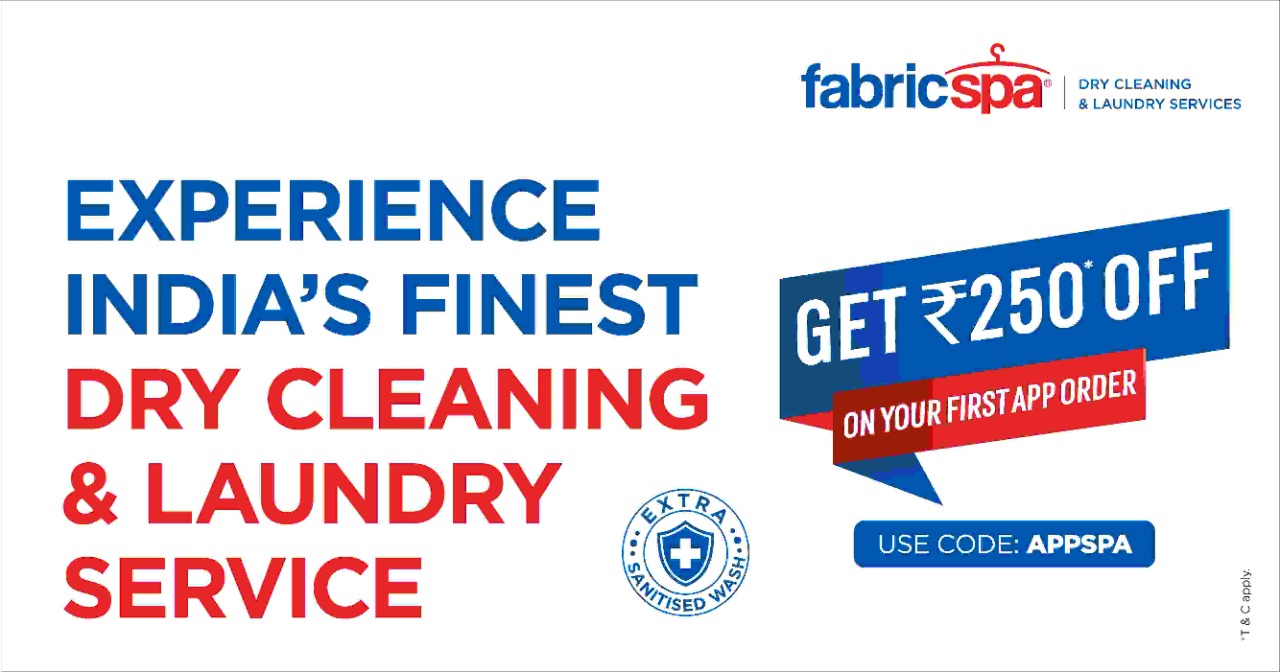 fabricspa®
DRY CLEANING
& LAUNDRY SERVICES
EXPERIENCE
INDIA'S FINEST
DRY CLEANING
& LAUNDRY
SERVICE
EXTRA
SANITISED WASH
GET ₹250* OFF
ON YOUR FIRST APP ORDER
USE CODE: APPSPA
*T & C apply.